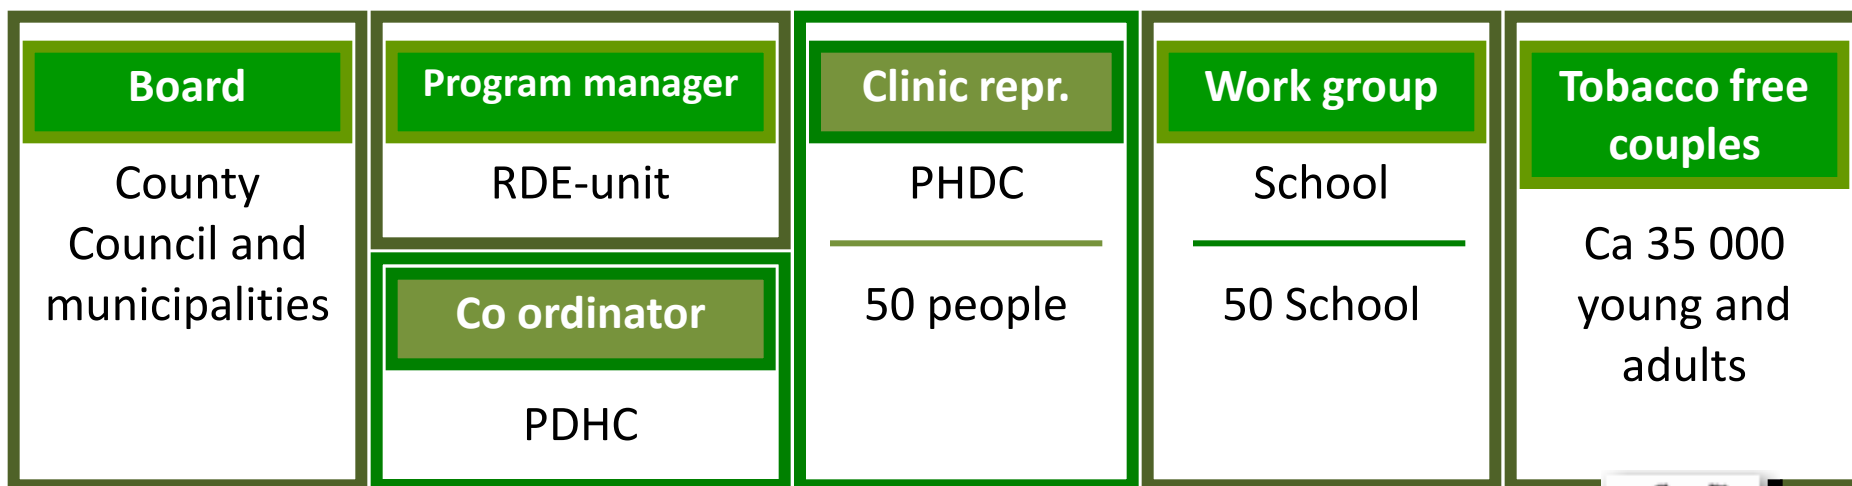 Board
County
Council and
municipalities
Program manager
RDE-unit
Co ordinator
PDHC
Clinic repr.
PHDC
50 people
Work group
School
50 School
Tobacco free
couples
Ca 35 000
young and
adults